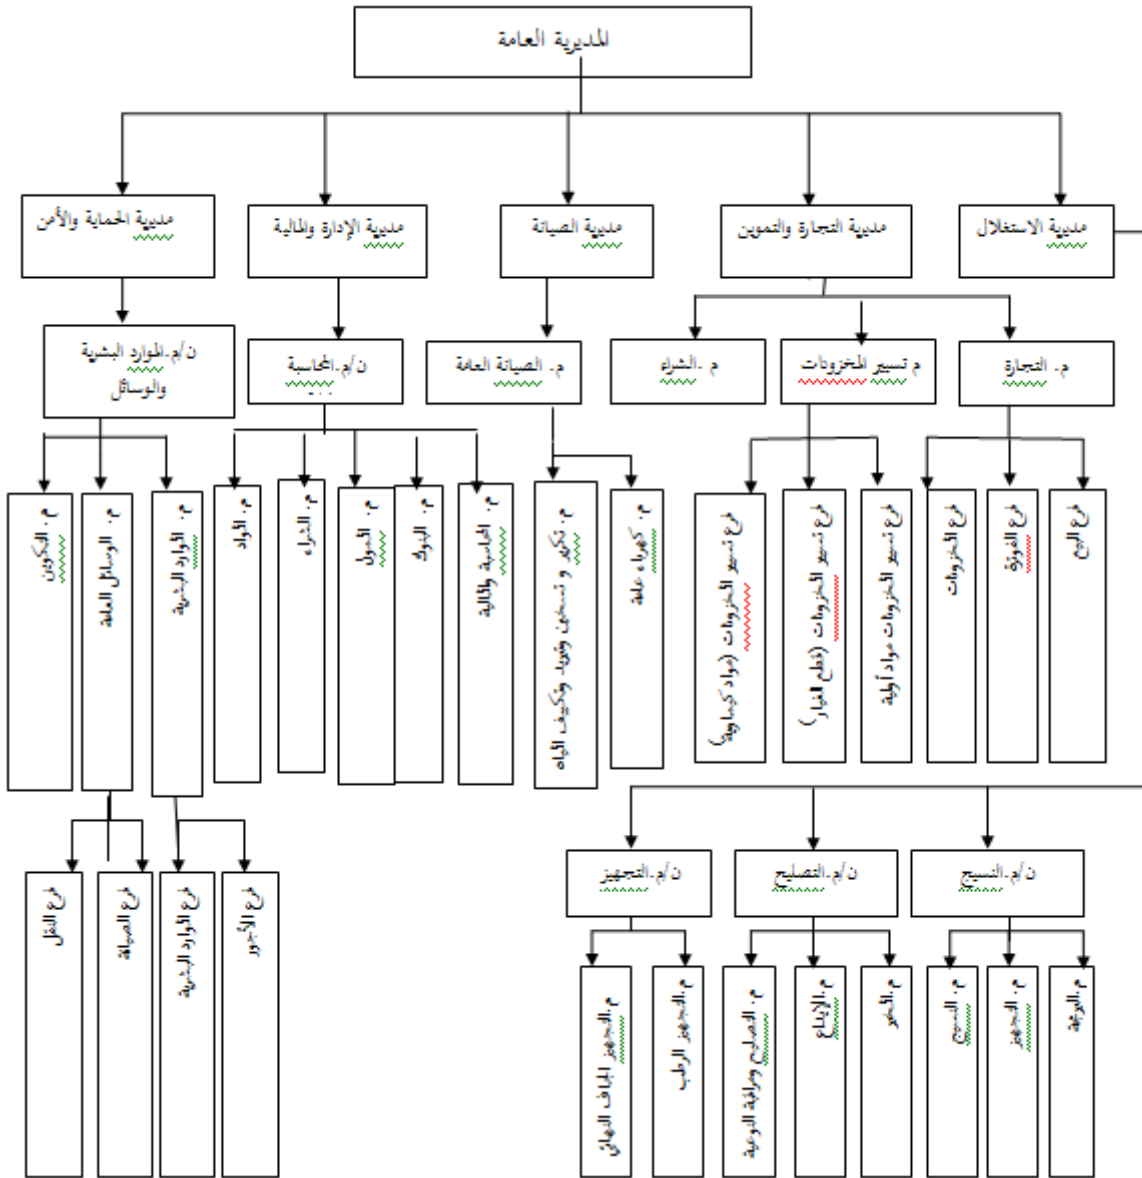 المديرية العامة
مديرية الاستغلال
مديرية التجارة والتموين
مديرية الصيانة
مديرية الإدارة والمالية
مديرية الحماية والأمن
م. التجارة
م تسيير المخزونات
م .الشراء
م. الصيانة العامة
ن/م.المحاسبة
ن/م.الموارد البشرية
والوسائل
فرع البيع
فرع الفوترة
فرع المخزونات
فرع تسيير المخزونات مواد أولية
فرع تسيير المخزونات (قطع الغيار)
فرع تسيير المخزونات (مواد كيماوية)
م. كهرباء عامة
م. تكرير و تسخين وتبريد وتكييف المياه
م. المحاسبة والمالية
م. البنوك
م.
م. الشراء
م. المواد
م. الموارد البشرية
م. الوسائل العامة
م. التكوين
ن/م.النسيج
ن/م.التصليح
ن/م.التجهيز
فرع الأجور
فرع الموارد البشرية
فرع الصيانة
فرع النقل
م.البرمجة
م. التجهيز
م. النسيج
م.
م.الإبداع
م. التصليح ومراقبة النوعية
م.التجهيز الرطب
م.التجهيز الجاف النهائي